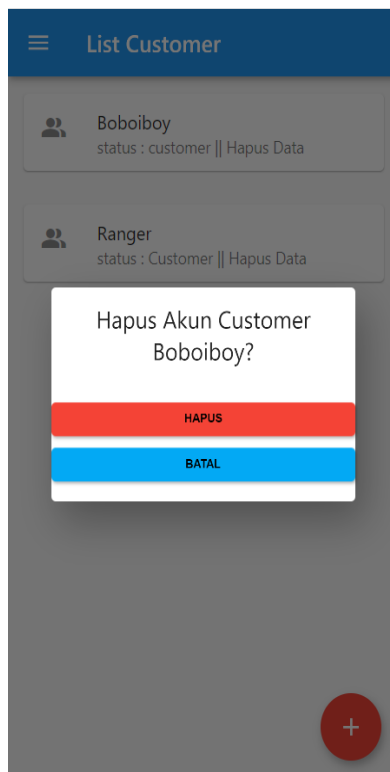 List Customer
Boboiboy
status : customer || Hapus Data
Ranger
status : Customer || Hapus Data
Hapus Akun Customer
Boboiboy?
HAPUS
BATAL
+